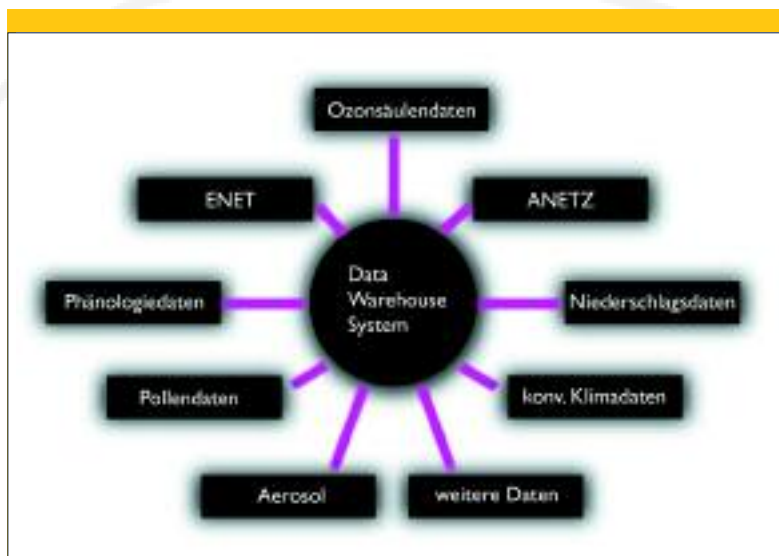 Ozonsäulendaten
ENET
ANETZ
Data
Warehouse
System
Phänologiedaten
Niederschlagsdaten
Pollendaten
konv. Klimadaten
Aerosol
weitere Daten